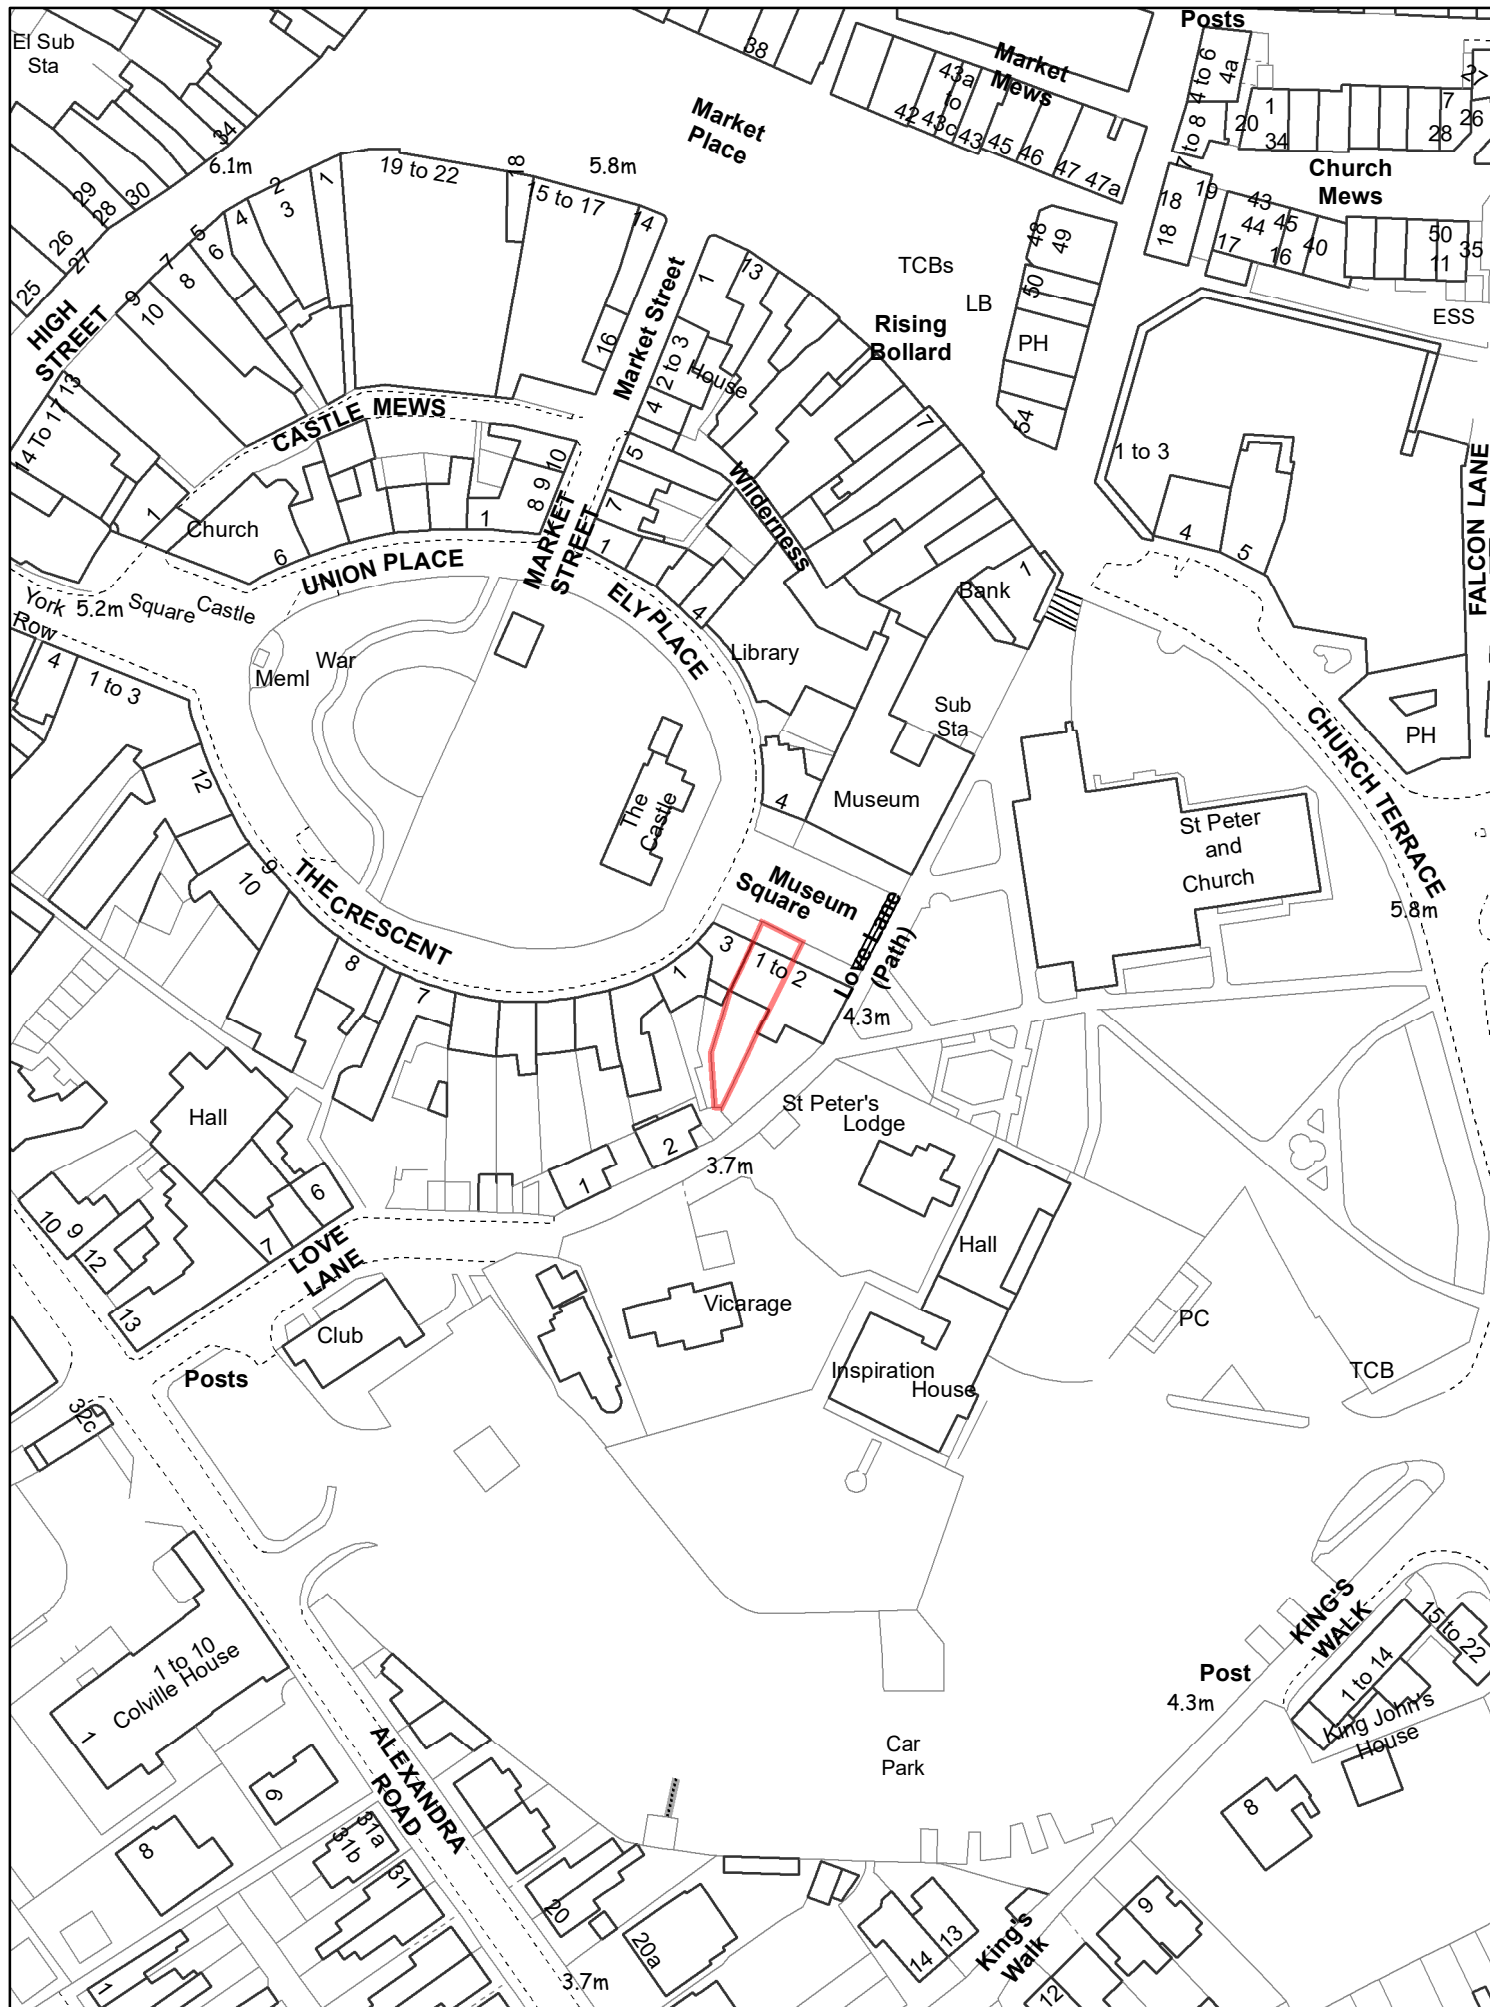 El Sub
Sta
38
Market
Place
Market
Mews
43a
to
43c
42
43
45
46
47
47a
Posts
4 to 6
4a
7 to 8
20
1
34
7
28
26
27
Church
Mews
18
19
18
17
43
44
45
16
40
50
11
35
ESS
34
6.1m
29
28
30
26
27
25
HIGH
STREET
19 to 22
18
15 to 17
5.8m
14
16
1
2
3
4
5
6
7
8
9
10
13
14 To 17
CASTLE MEWS
1
Church
6
1
8
9
10
UNION PLACE
Market Street
MARKET
STREET
1
13
2 to 3
House
4
5
7
1
4
7
Wilderness
ELY PLACE
TCBs
LB
Rising
Bollard
48
49
50
PH
54
1 to 3
4
5
FALCON LANE
PH
CHURCH TERRACE
5.8m
York
Row
5.2m
Square
Castle
4
1 to 3
War
Meml
Library
Bank
1
Sub
Sta
4
Museum
The
Castle
12
9
10
THE CRESCENT
8
7
Museum
Square
3
1 to 2
1
Love Lane
(Path)
4.3m
St Peter
and
Church
St Peter's
Lodge
Hall
2
1
3.7m
6
7
10
9
12
13
LOVE
LANE
Club
Posts
Vicarage
Hall
Inspiration
House
PC
TCB
32c
1 to 10
Colville House
1
9
8
31a
31b
31
1
ALEXANDRA
ROAD
20
20a
3.7m
Car
Park
Post
4.3m
KING'S
WALK
15 to 22
1 to 14
King John's
House
8
9
14
13
King's
Walk
12